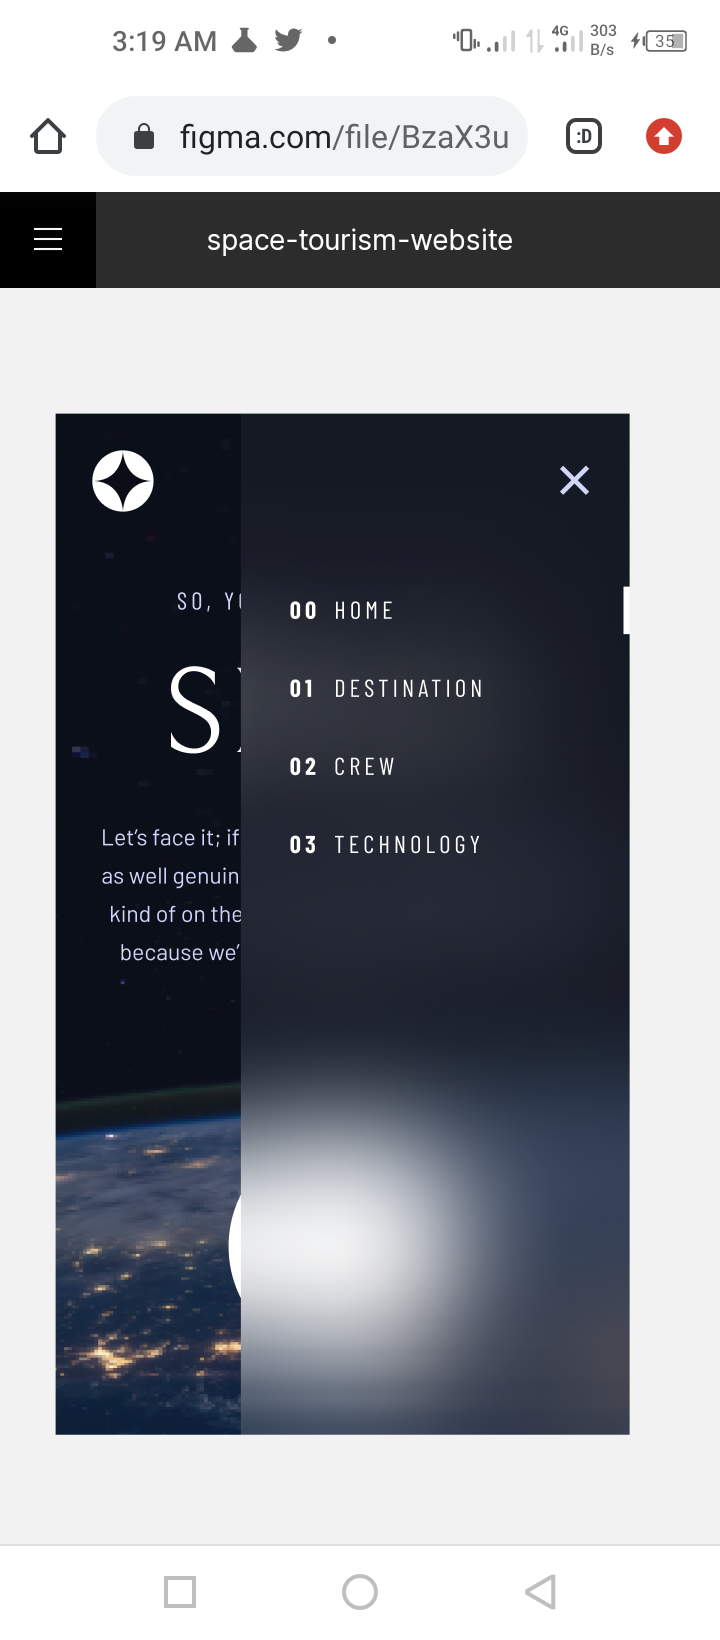 3:19 AM
4G
303
B/s
35
figma.com/file/BzaX3u
:D
space-tourism-website
SO, YO
S
00 HOME
01 DESTINATION
02 CREW
03 TECHNOLOGY
Let's face it; if
as well genuin
kind of on the
because we'